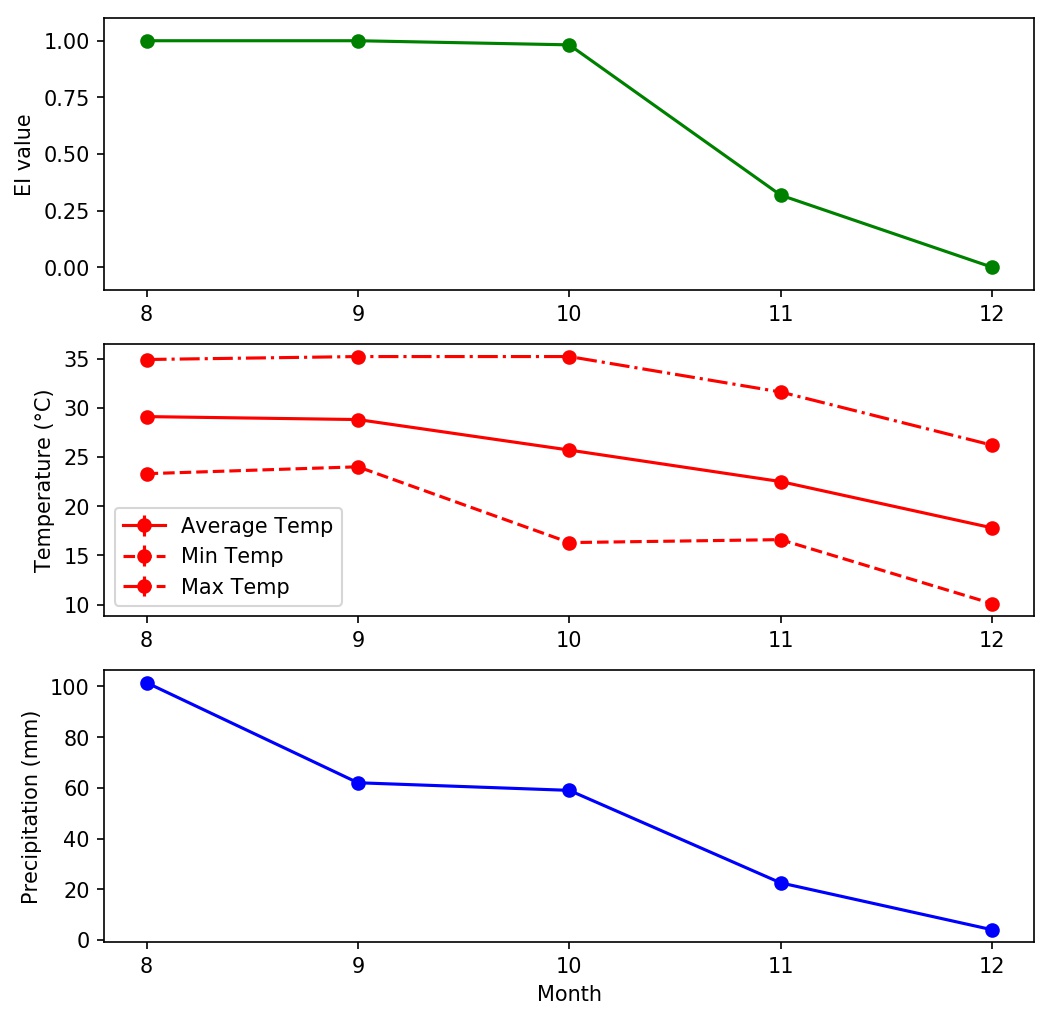 EI value
1.00
0.75
0.50
0.25
0.00
8 9 10 11 12
Temperature (°C)
35
30
25
20
15
10
Average Temp
Min Temp
Max Temp
8 9 10 11 12
Precipitation (mm)
100
80
60
40
20
0
8 9 10 11 12
Month